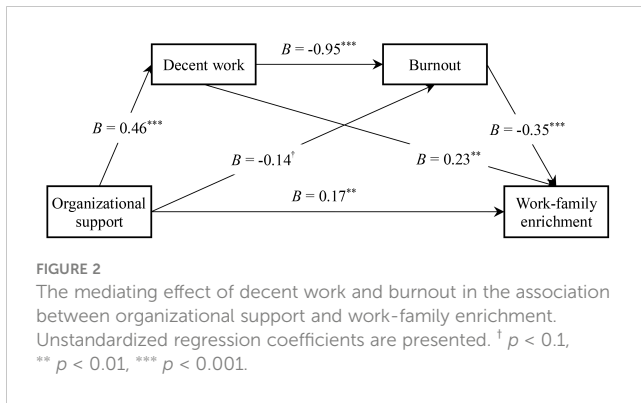 B = -0.95***
Decent work
Burnout
B = 0.46***
B = -0.35***
B = -0.14†
B = 0.23**
B = 0.17**
Organizational
support
Work-family
enrichment
FIGURE 2
The mediating effect of decent work and burnout in the association
between organizational support and work-family enrichment.
Unstandardized regression coefficients are presented. † p < 0.1,
** p < 0.01, *** p < 0.001.